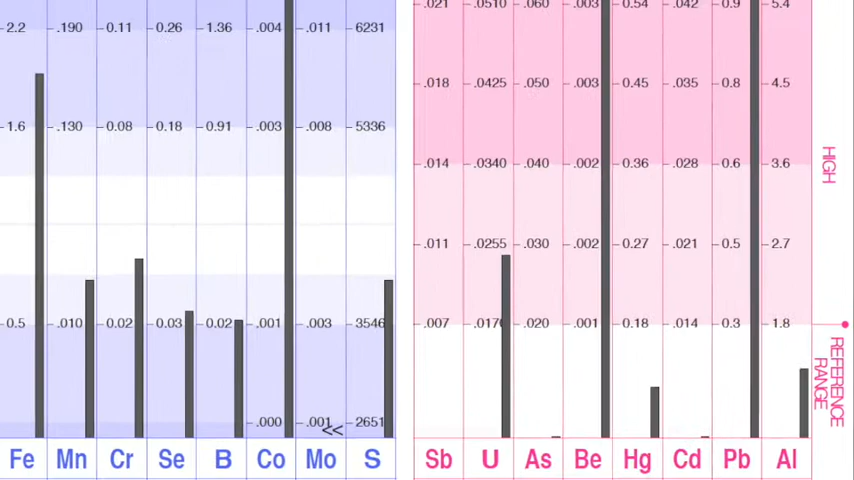 .021 .0510 .060 .003 0.54 .042 0.9 5.4
2.2 .190 0.11 0.26 1.36 .004 .011 6231
.018 .0425 .050 .003 0.45 .035 0.8 4.5
1.6 .130 0.08 0.18 0.91 .003 .008 5336
.014 .0340 .040 .002 0.36 .028 0.6 3.6
HIGH
.011 .0255 .030 .002 0.27 .021 0.5 2.7
0.5 .010 0.02 0.03 0.02 .001 .003 3546
.007 .0170 .020 .001 0.18 .014 0.3 1.8
REFERENCE
RANGE
.000 .001 2651
<<
Fe Mn Cr Se B Co Mo S
Sb U As Be Hg Cd Pb Al